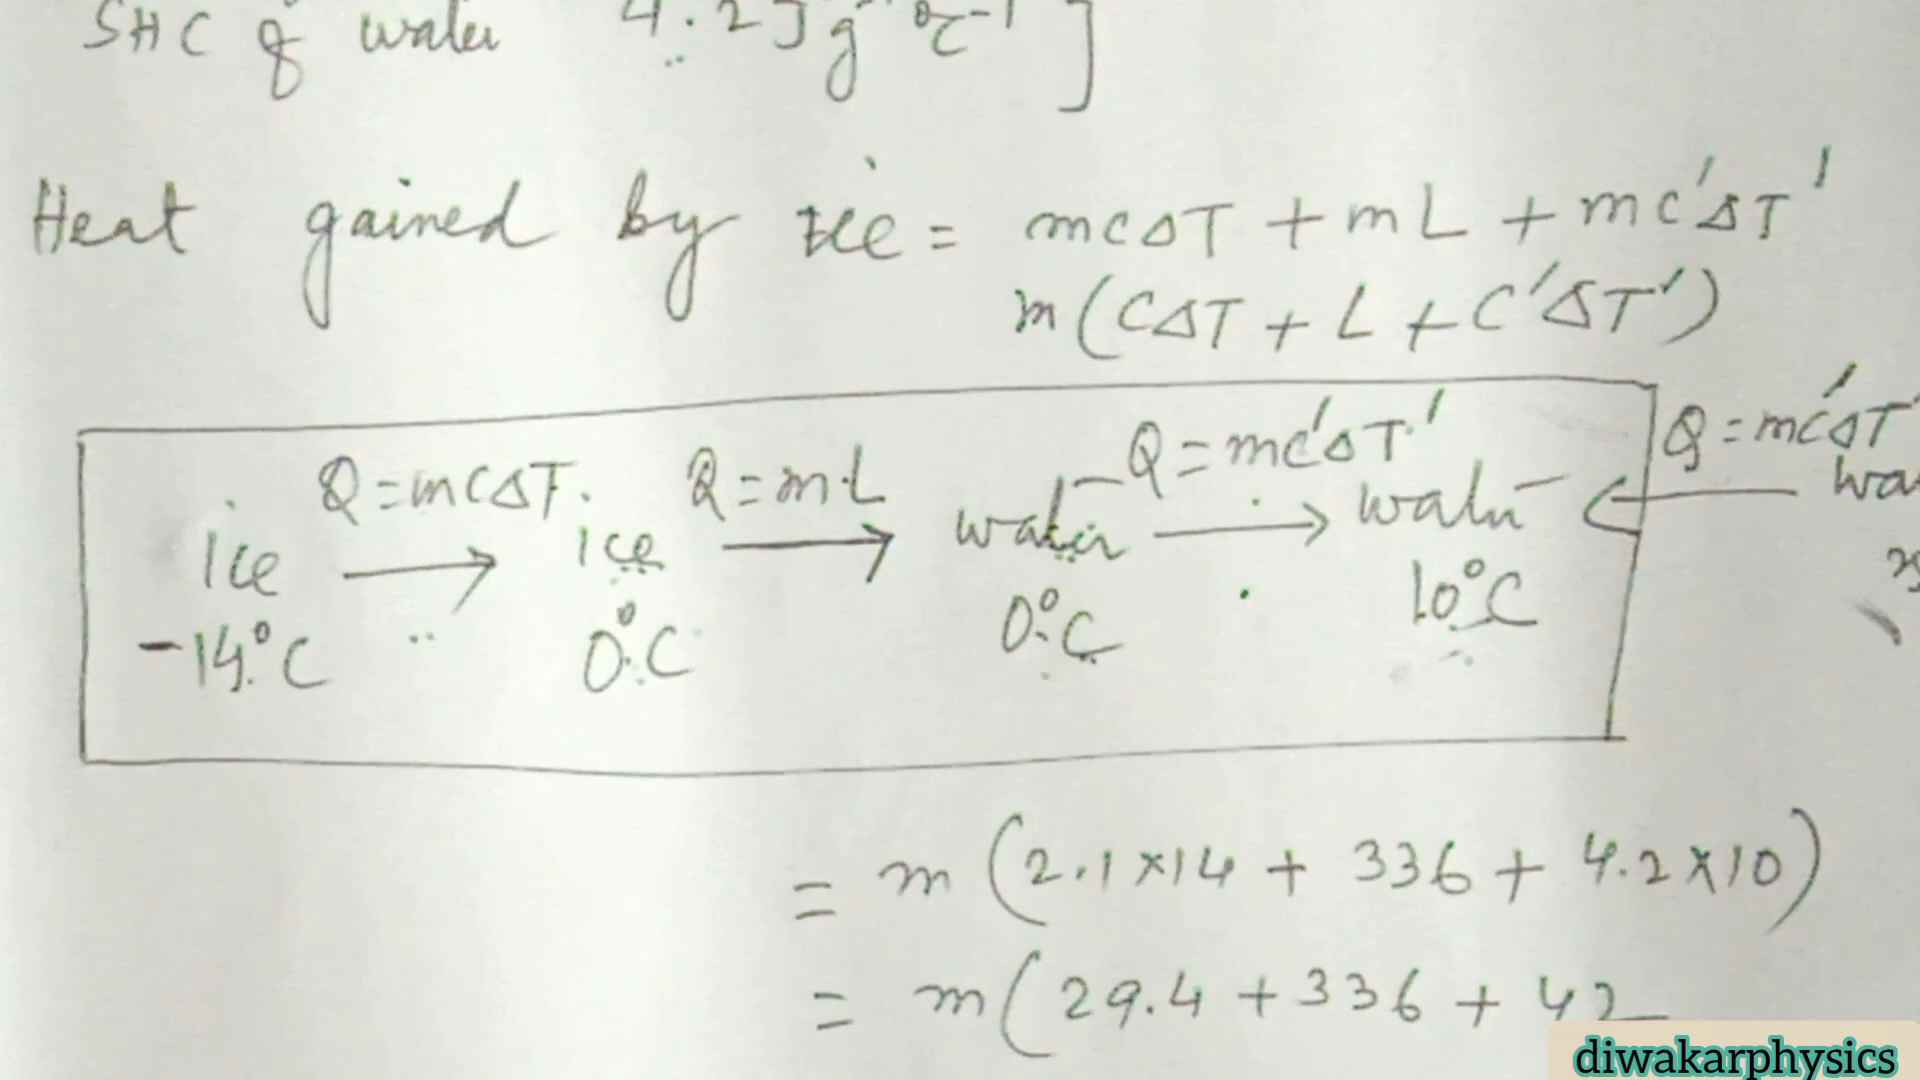 SHC of water 4.2 J g⁻¹ °C⁻¹ ]
Heat gained by ice = mcΔT + mL + mc'ΔT'
m(CΔT + L + C'ΔT')
Q = mcΔT. Q = m.L Q = mc'ΔT' Q = mc'ΔT'
ice → ice → water → water ←
-14°C 0°C 0°C 10°C
= m (2.1 × 14 + 336 + 4.2 × 10)
= m (29.4 + 336 + 42
diwakarphysics